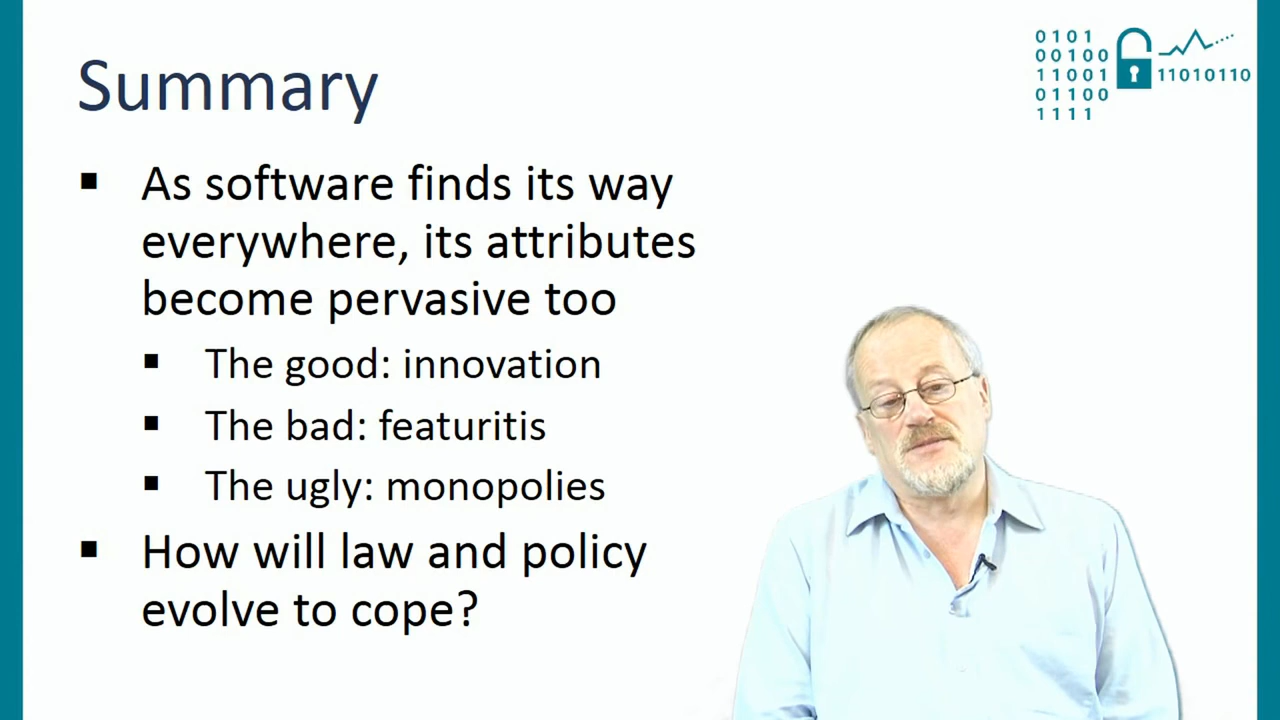 Summary
0101
00100
11001
11010110
01100
1111
▪ As software finds its way
everywhere, its attributes
become pervasive too
▪ The good: innovation
▪ The bad: featuritis
▪ The ugly: monopolies
▪ How will law and policy
evolve to cope?